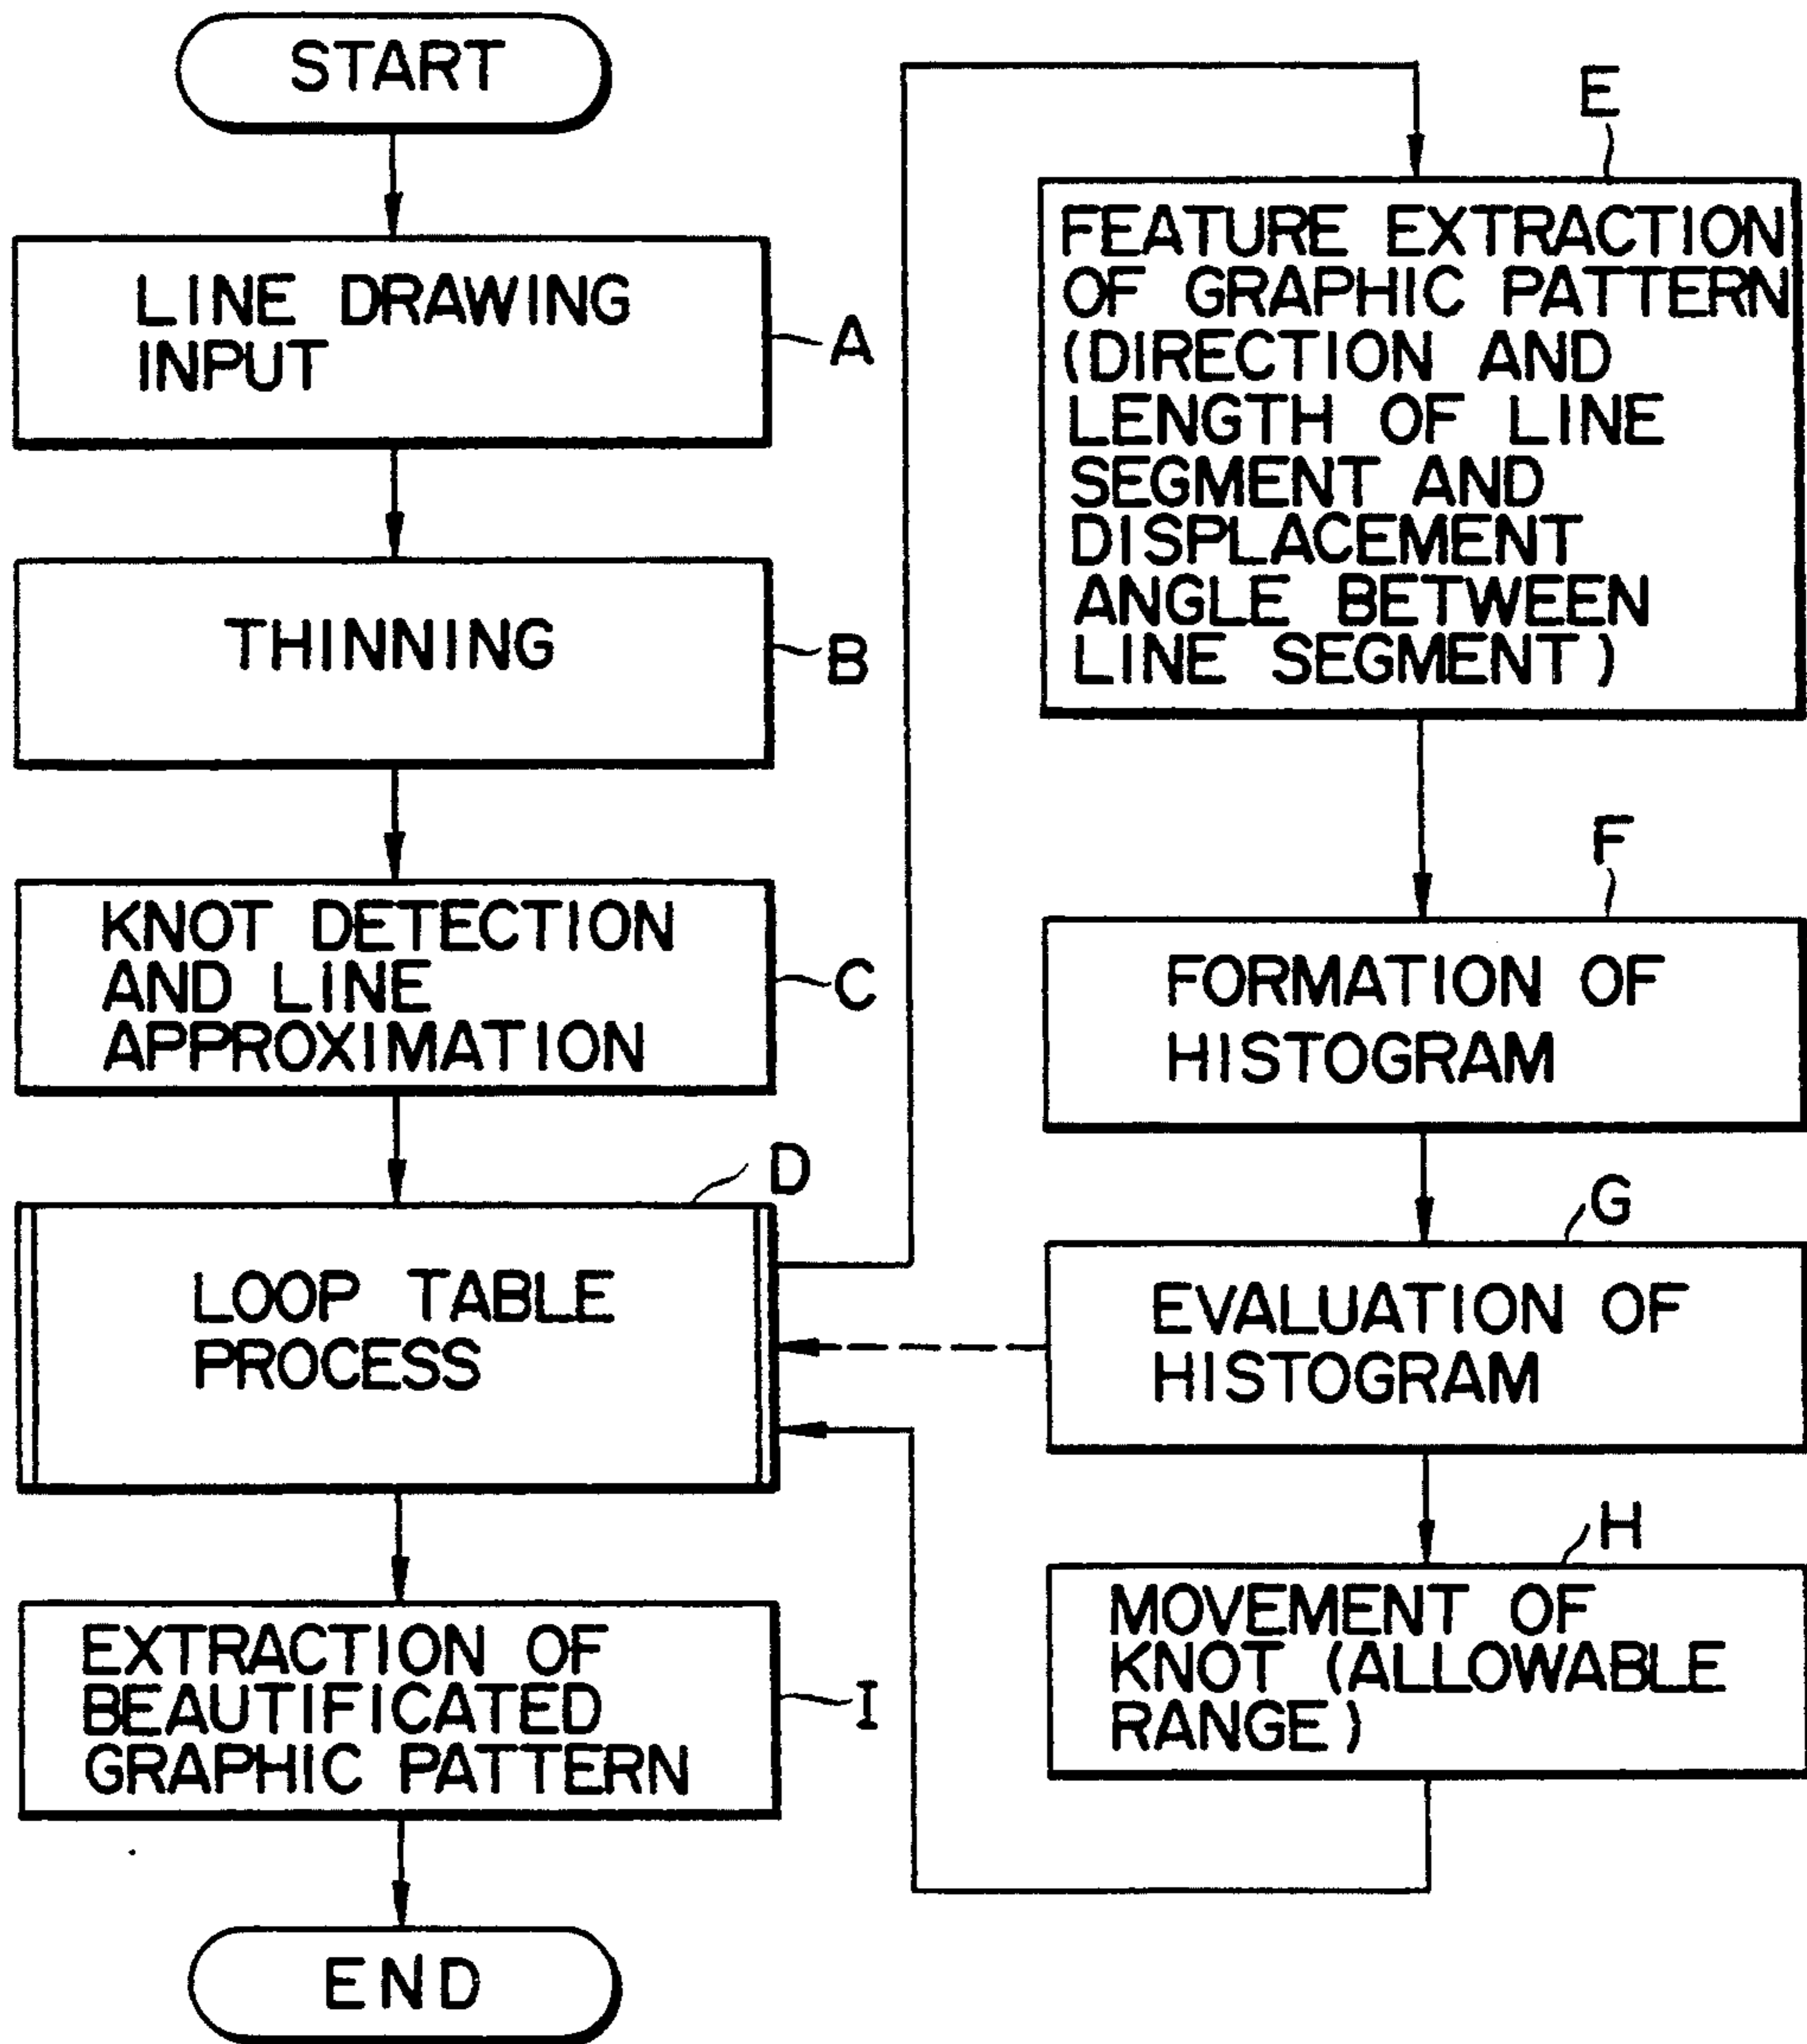 START
LINE DRAWING
INPUT
A
THINNING
B
KNOT DETECTION
AND LINE
APPROXIMATION
C
D
LOOP TABLE
PROCESS
EXTRACTION OF
BEAUTIFICATED
GRAPHIC PATTERN
I
END
E
FEATURE EXTRACTION
OF GRAPHIC PATTERN
(DIRECTION AND
LENGTH OF LINE
SEGMENT AND
DISPLACEMENT
ANGLE BETWEEN
LINE SEGMENT)
F
FORMATION OF
HISTOGRAM
G
EVALUATION OF
HISTOGRAM
H
MOVEMENT OF
KNOT (ALLOWABLE
RANGE)